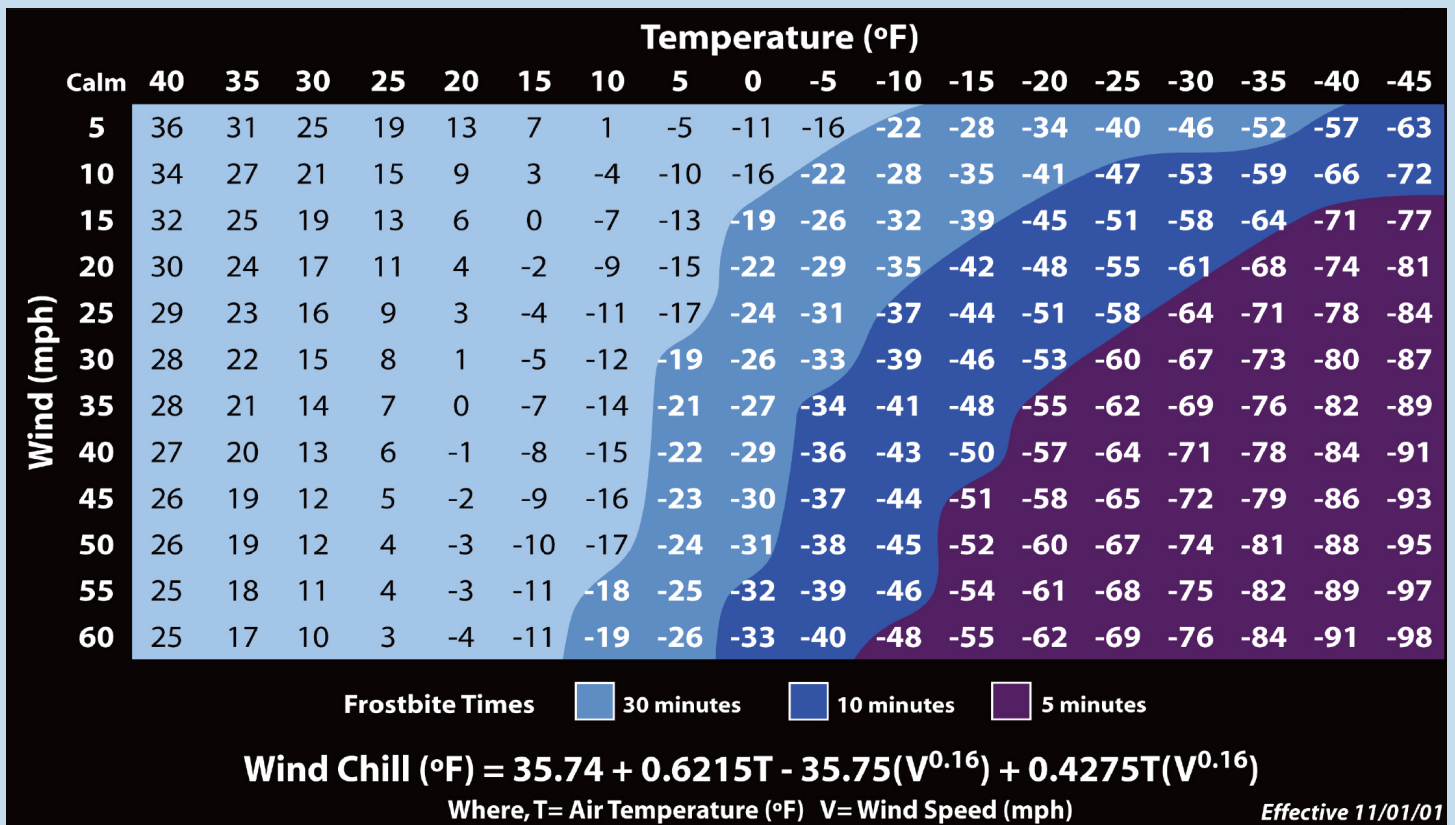 Temperature (ºF)
Calm 40 35 30 25 20 15 10 5 0 -5 -10 -15 -20 -25 -30 -35 -40 -45
5 36 31 25 19 13 7 1 -5 -11 -16 -22 -28 -34 -40 -46 -52 -57 -63
10 34 27 21 15 9 3 -4 -10 -16 -22 -28 -35 -41 -47 -53 -59 -66 -72
15 32 25 19 13 6 0 -7 -13 -19 -26 -32 -39 -45 -51 -58 -64 -71 -77
20 30 24 17 11 4 -2 -9 -15 -22 -29 -35 -42 -48 -55 -61 -68 -74 -81
25 29 23 16 9 3 -4 -11 -17 -24 -31 -37 -44 -51 -58 -64 -71 -78 -84
30 28 22 15 8 1 -5 -12 -19 -26 -33 -39 -46 -53 -60 -67 -73 -80 -87
35 28 21 14 7 0 -7 -14 -21 -27 -34 -41 -48 -55 -62 -69 -76 -82 -89
40 27 20 13 6 -1 -8 -15 -22 -29 -36 -43 -50 -57 -64 -71 -78 -84 -91
45 26 19 12 5 -2 -9 -16 -23 -30 -37 -44 -51 -58 -65 -72 -79 -86 -93
50 26 19 12 4 -3 -10 -17 -24 -31 -38 -45 -52 -60 -67 -74 -81 -88 -95
55 25 18 11 4 -3 -11 -18 -25 -32 -39 -46 -54 -61 -68 -75 -82 -89 -97
60 25 17 10 3 -4 -11 -19 -26 -33 -40 -48 -55 -62 -69 -76 -84 -91 -98
Wind (mph)
Frostbite Times 30 minutes 10 minutes 5 minutes
Wind Chill (ºF) = 35.74 + 0.6215T - 35.75(V^0.16) + 0.4275T(V^0.16)
Where, T= Air Temperature (ºF) V= Wind Speed (mph) Effective 11/01/01